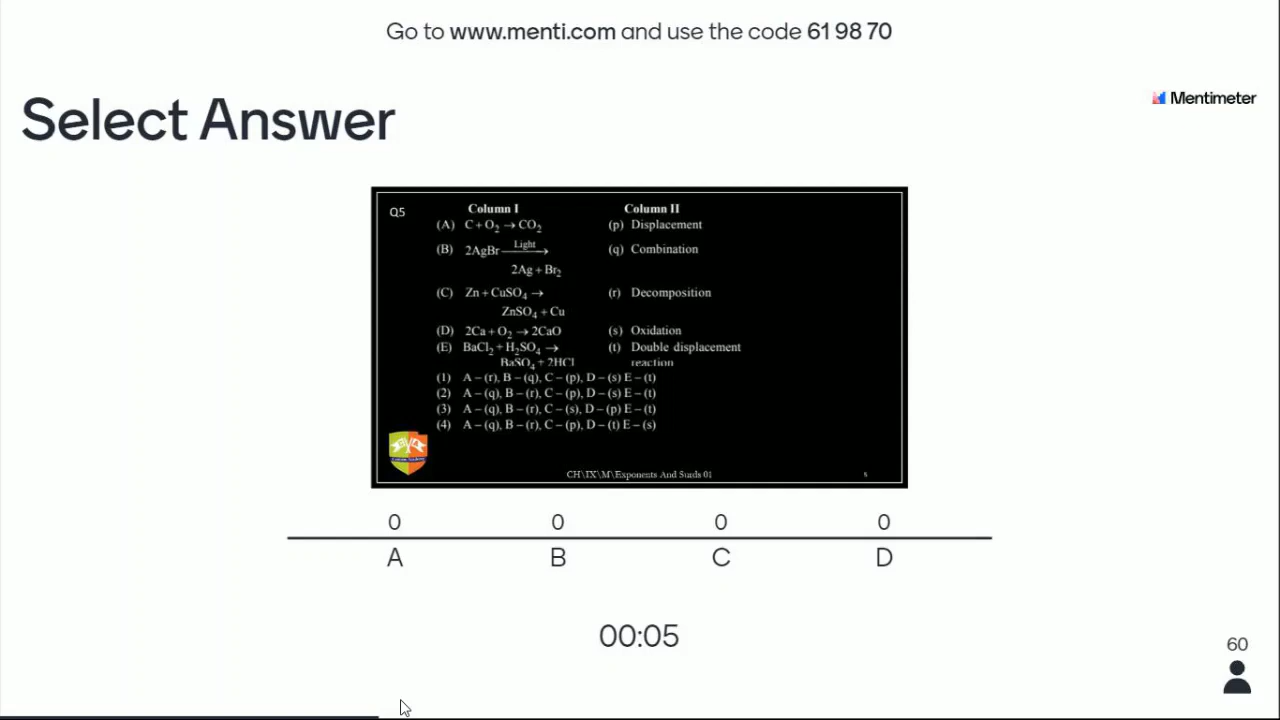 Go to www.menti.com and use the code 61 98 70
Select Answer
Mentimeter
Q5
Column I Column II
(A) C + O₂ → CO₂ (p) Displacement
(B) 2AgBr —Light→ (q) Combination
2Ag + Br₂
(C) Zn + CuSO₄ → (r) Decomposition
ZnSO₄ + Cu
(D) 2Ca + O₂ → 2CaO (s) Oxidation
(E) BaCl₂ + H₂SO₄ → (t) Double displacement
BaSO₄ + 2HCl reaction
(1) A – (r), B – (q), C – (p), D – (s) E – (t)
(2) A – (q), B – (r), C – (p), D – (s) E – (t)
(3) A – (q), B – (r), C – (s), D – (p) E – (t)
(4) A – (q), B – (r), C – (p), D – (t) E – (s)
CH\IX\M\Exponents And Surds 01
0 0 0 0
A B C D
00:05
60